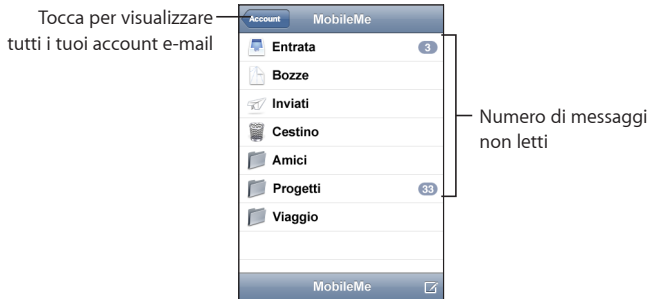 Tocca per visualizzare
tutti i tuoi account e-mail
Account
MobileMe
Entrata
3
Bozze
Inviati
Cestino
Amici
Progetti
33
Viaggio
Numero di messaggi
non letti
MobileMe